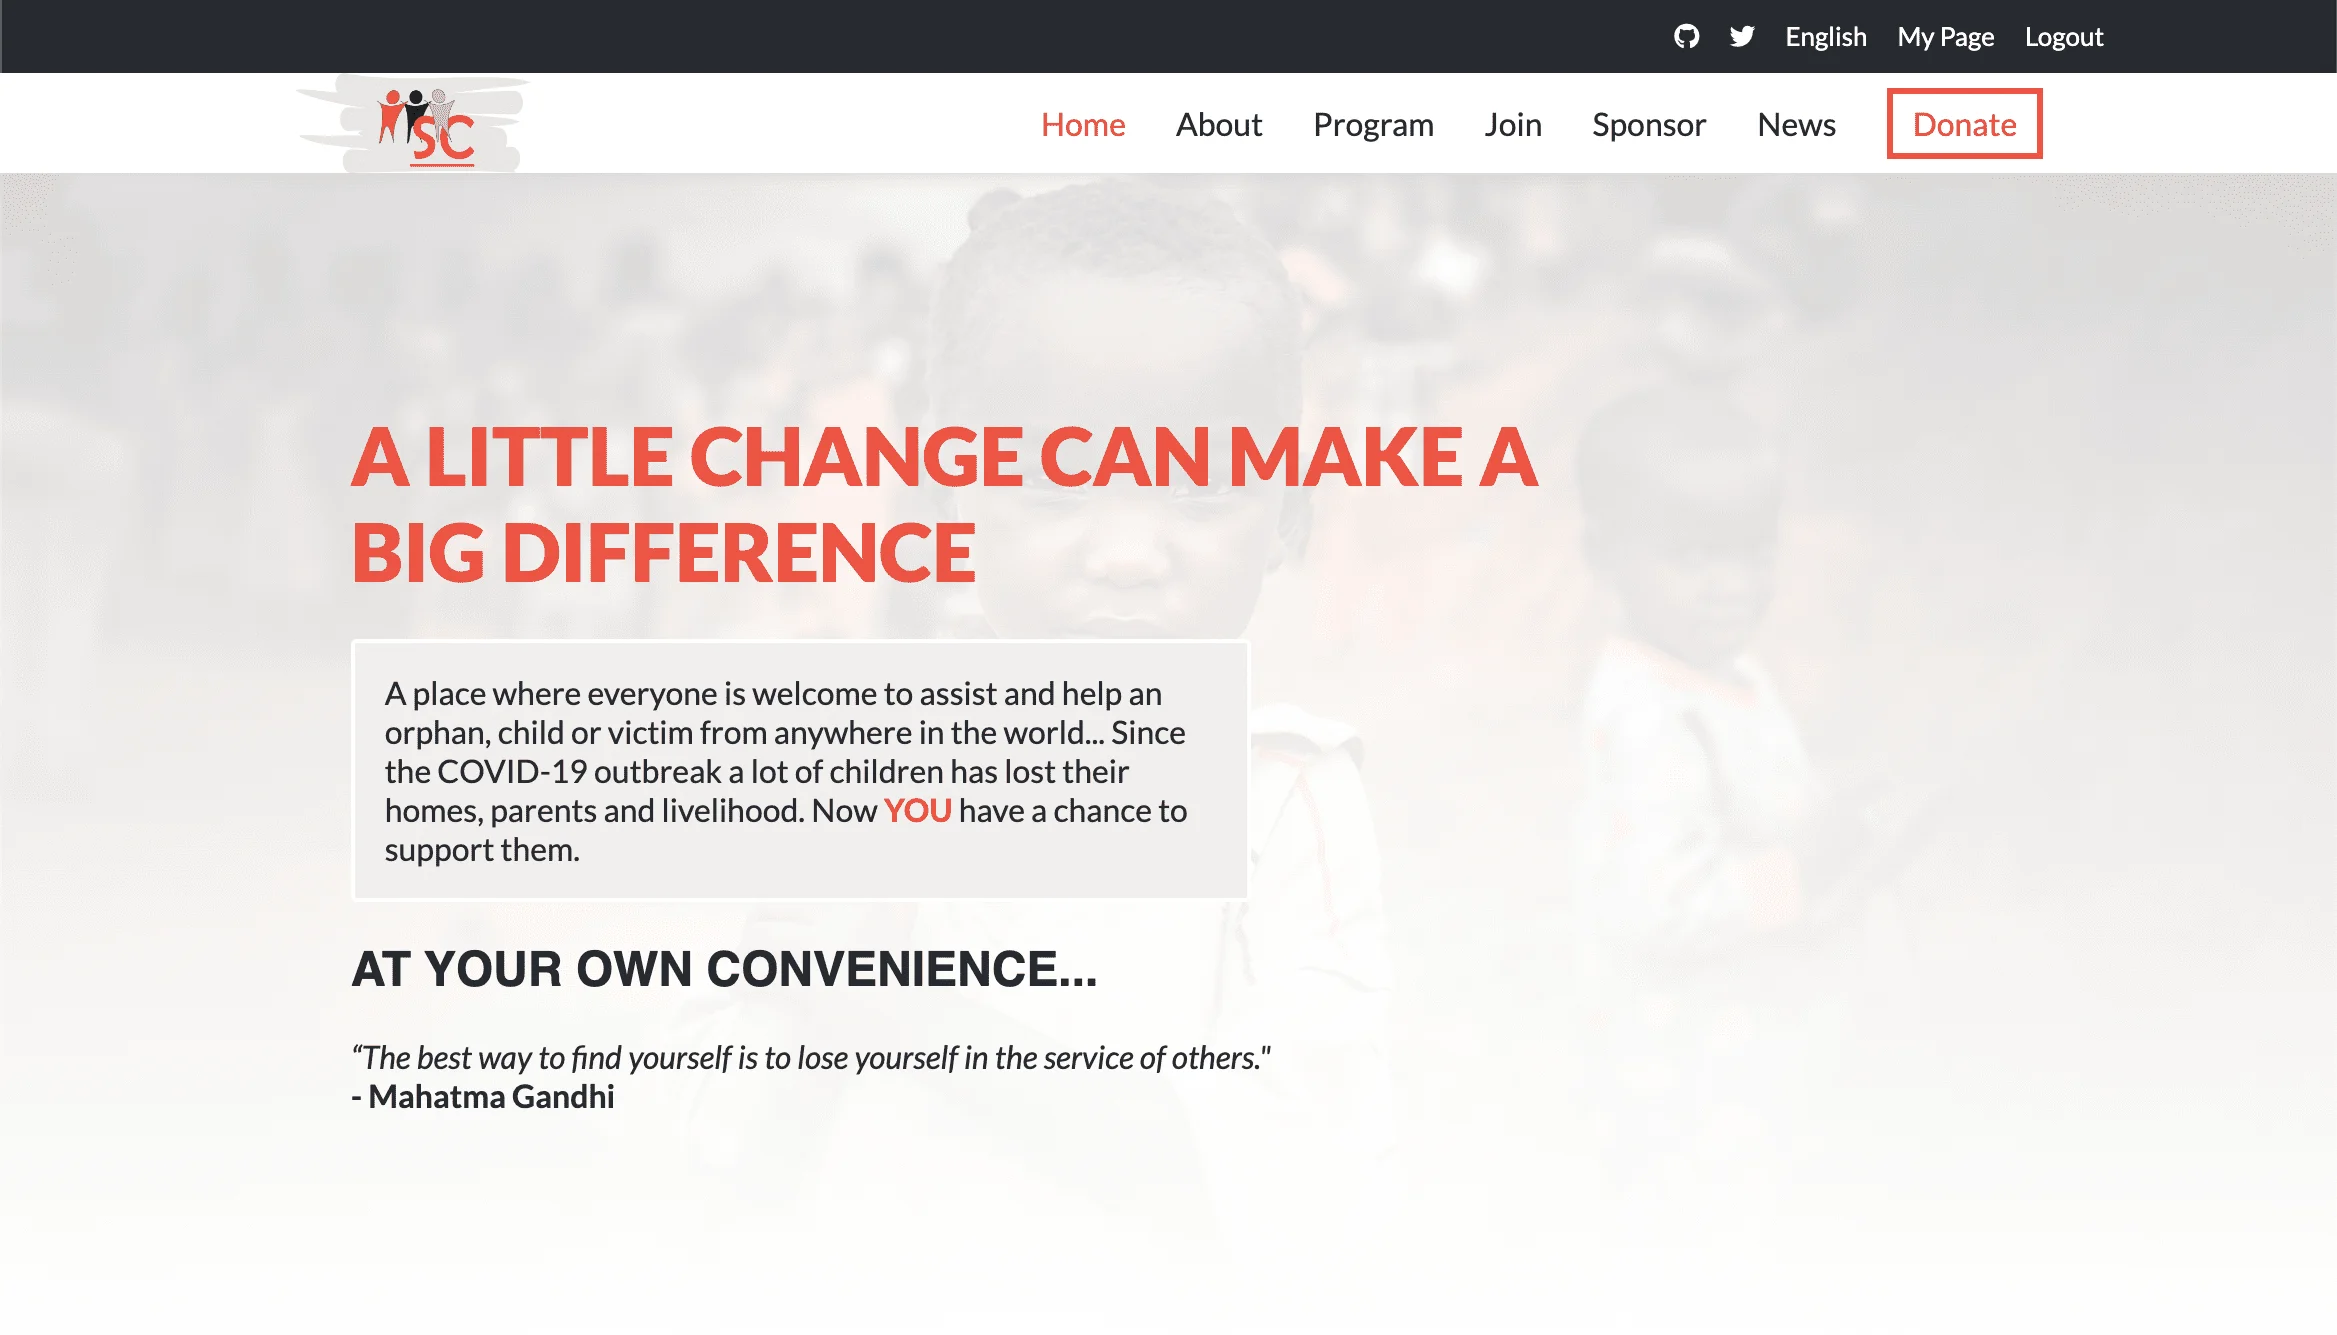 English My Page Logout
SC
Home About Program Join Sponsor News Donate
A LITTLE CHANGE CAN MAKE A
BIG DIFFERENCE
A place where everyone is welcome to assist and help an
orphan, child or victim from anywhere in the world... Since
the COVID-19 outbreak a lot of children has lost their
homes, parents and livelihood. Now YOU have a chance to
support them.
AT YOUR OWN CONVENIENCE...
“The best way to find yourself is to lose yourself in the service of others."
- Mahatma Gandhi